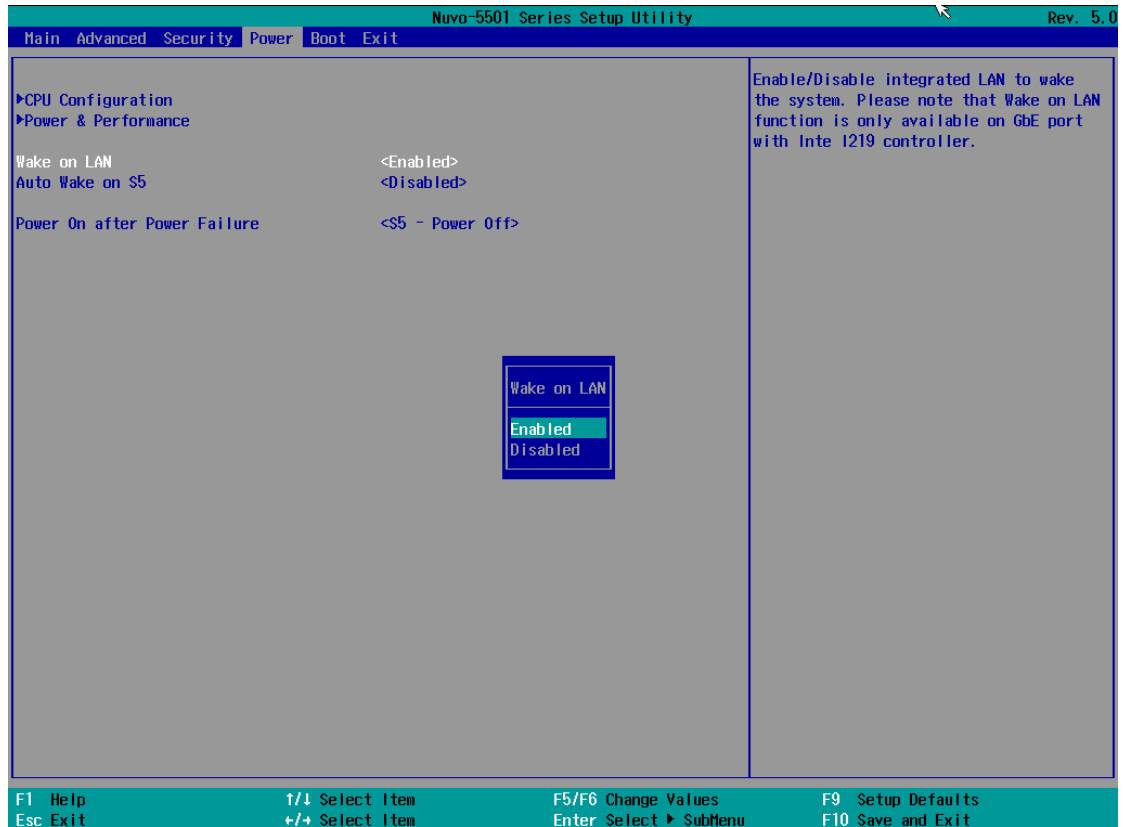 Nuvo-5501 Series Setup Utility Rev. 5.0
Main Advanced Security Power Boot Exit
▶CPU Configuration
▶Power & Performance
Wake on LAN <Enabled>
Auto Wake on S5 <Disabled>
Power On after Power Failure <S5 - Power Off>
Enable/Disable integrated LAN to wake
the system. Please note that Wake on LAN
function is only available on GbE port
with Inte I219 controller.
Wake on LAN
Enabled
Disabled
F1 Help ↑/↓ Select Item F5/F6 Change Values F9 Setup Defaults
Esc Exit ←/→ Select Item Enter Select ▶ SubMenu F10 Save and Exit